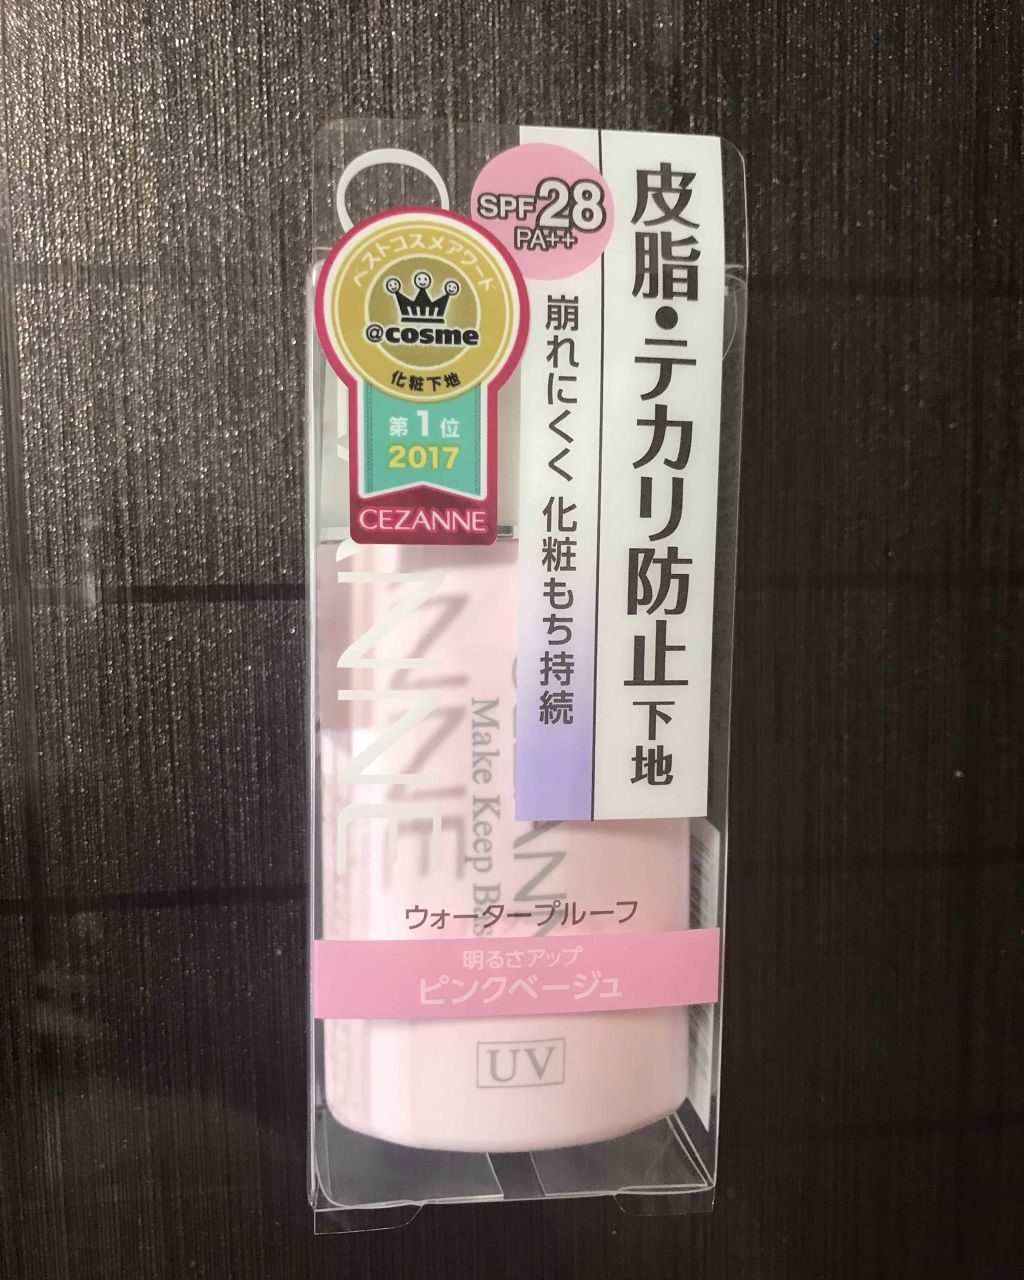 皮脂・テカリ防止下地
崩れにくく 化粧もち持続
SPF28
PA++
ベストコスメアワード
@cosme
化粧下地
第1位
2017
CEZANNE
Make Keep Bas
ウォータープルーフ
明るさアップ
ピンクベージュ
UV